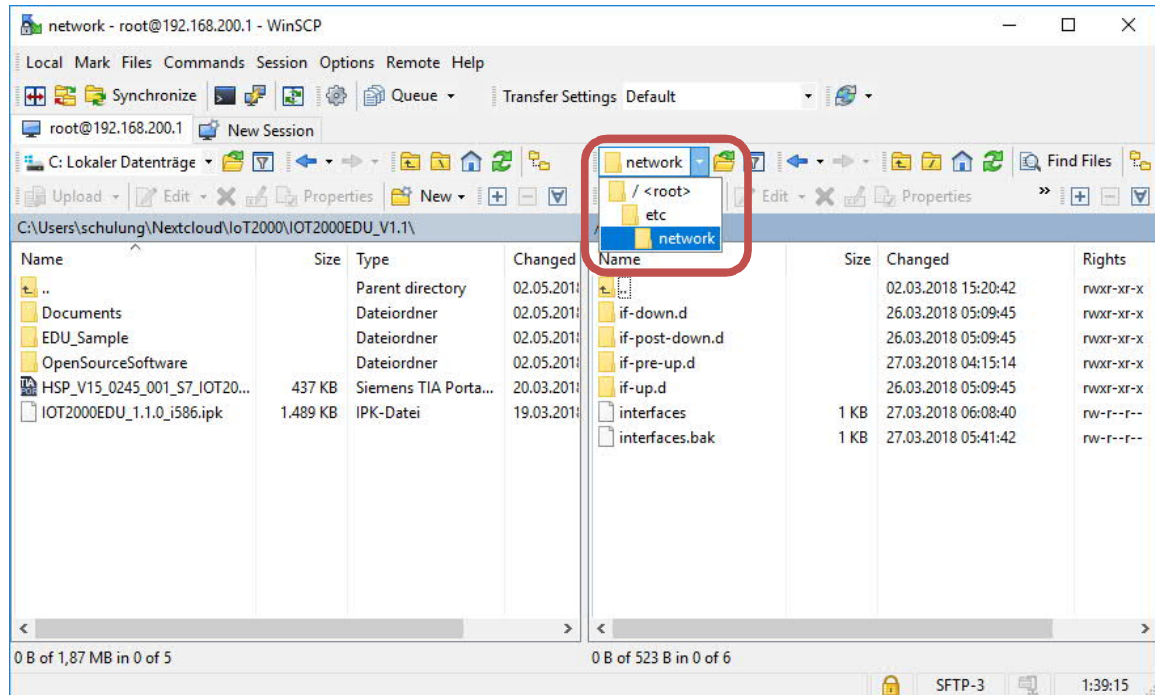 network - root@192.168.200.1 - WinSCP
Local Mark Files Commands Session Options Remote Help
Synchronize Queue Transfer Settings Default
root@192.168.200.1 New Session
C: Lokaler Datenträge network Find Files
Upload Edit Properties New / <root> Edit Properties »
etc
C:\Users\schulung\Nextcloud\IoT2000\IOT2000EDU_V1.1\ / network
Name Size Type Changed Name Size Changed Rights
.. Parent directory 02.05.201 .. 02.03.2018 15:20:42 rwxr-xr-x
Documents Dateiordner 02.05.201 if-down.d 26.03.2018 05:09:45 rwxr-xr-x
EDU_Sample Dateiordner 02.05.201 if-post-down.d 26.03.2018 05:09:45 rwxr-xr-x
OpenSourceSoftware Dateiordner 02.05.201 if-pre-up.d 27.03.2018 04:15:14 rwxr-xr-x
HSP_V15_0245_001_S7_IOT20... 437 KB Siemens TIA Porta... 20.03.201 if-up.d 26.03.2018 05:09:45 rwxr-xr-x
IOT2000EDU_1.1.0_i586.ipk 1.489 KB IPK-Datei 19.03.201 interfaces 1 KB 27.03.2018 06:08:40 rw-r--r--
interfaces.bak 1 KB 27.03.2018 05:41:42 rw-r--r--
0 B of 1,87 MB in 0 of 5 0 B of 523 B in 0 of 6
SFTP-3 1:39:15